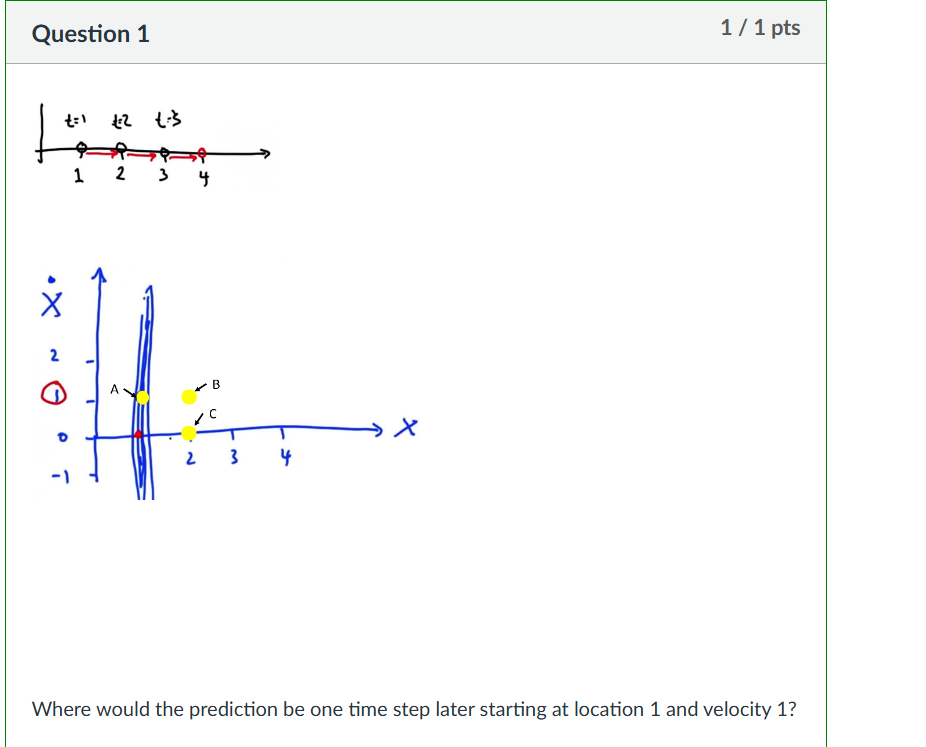 Question 1
1 / 1 pts
t=1 t=2 t=3
1 2 3 4
Ẋ
2
A
B
1
C
0
X
2 3 4
-1
Where would the prediction be one time step later starting at location 1 and velocity 1?